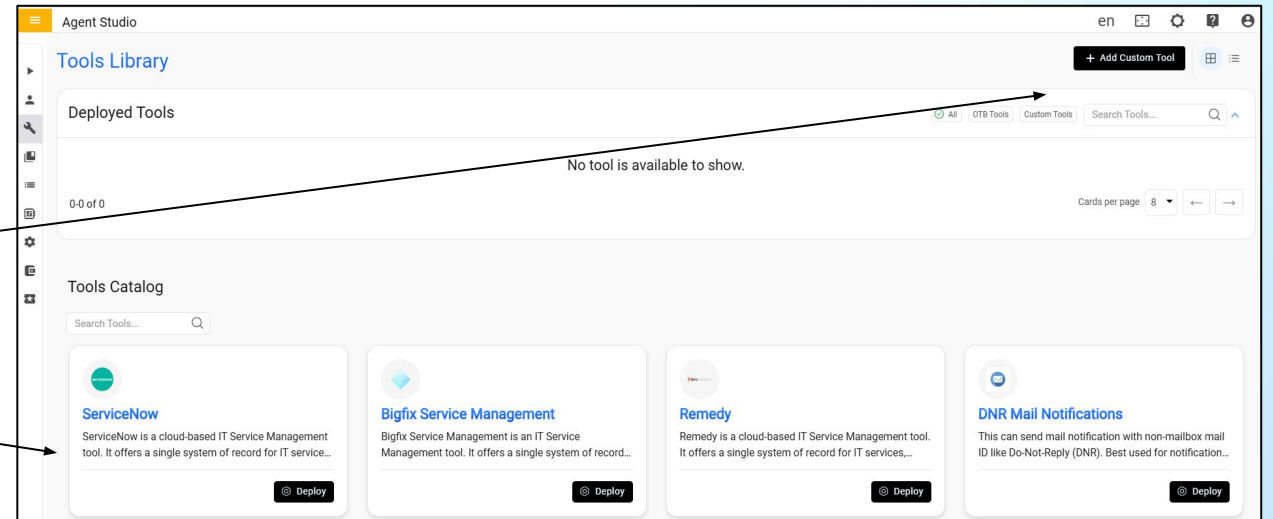 Agent Studio
en
Tools Library
+ Add Custom Tool
Deployed Tools
All OTB Tools Custom Tools Search Tools...
No tool is available to show.
0-0 of 0
Cards per page 8
Tools Catalog
Search Tools...
ServiceNow
ServiceNow is a cloud-based IT Service Management
tool. It offers a single system of record for IT service...
Deploy
Bigfix Service Management
Bigfix Service Management is an IT Service
Management tool. It offers a single system of record...
Deploy
Remedy
Remedy is a cloud-based IT Service Management tool.
It offers a single system of record for IT services,...
Deploy
DNR Mail Notifications
This can send mail notification with non-mailbox mail
ID like Do-Not-Reply (DNR). Best used for notification...
Deploy